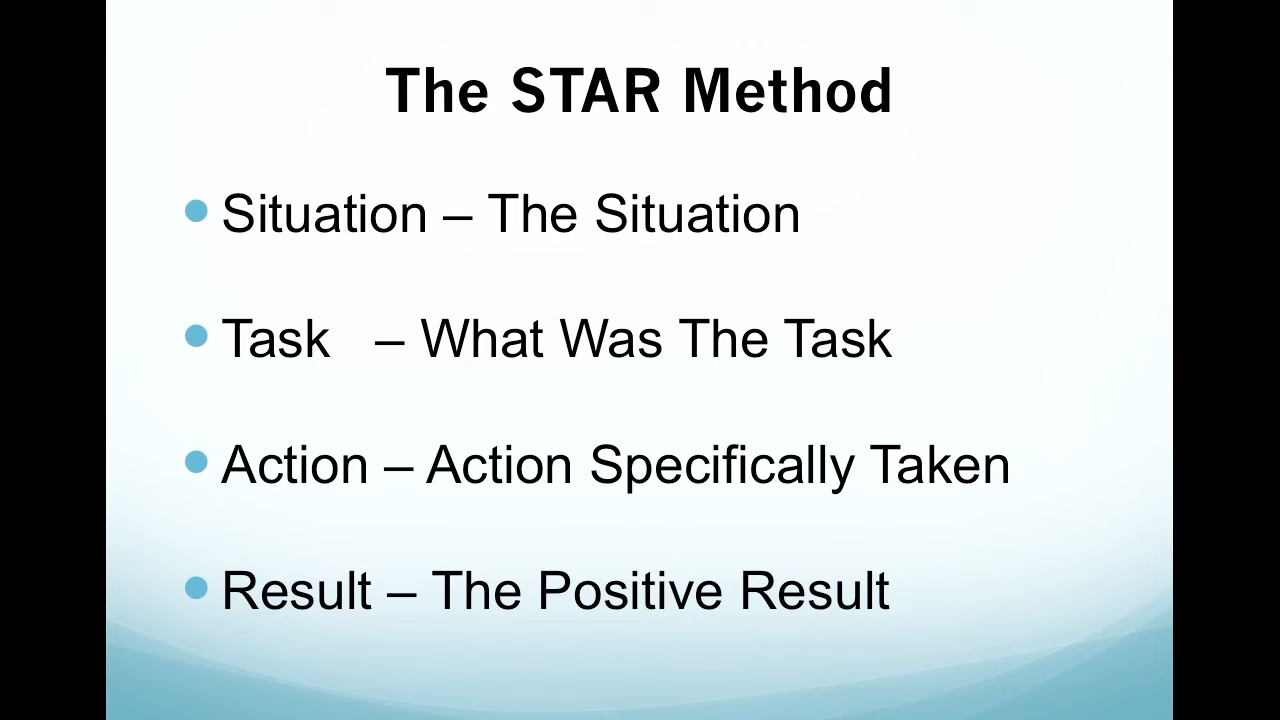 The STAR Method
Situation – The Situation
Task – What Was The Task
Action – Action Specifically Taken
Result – The Positive Result